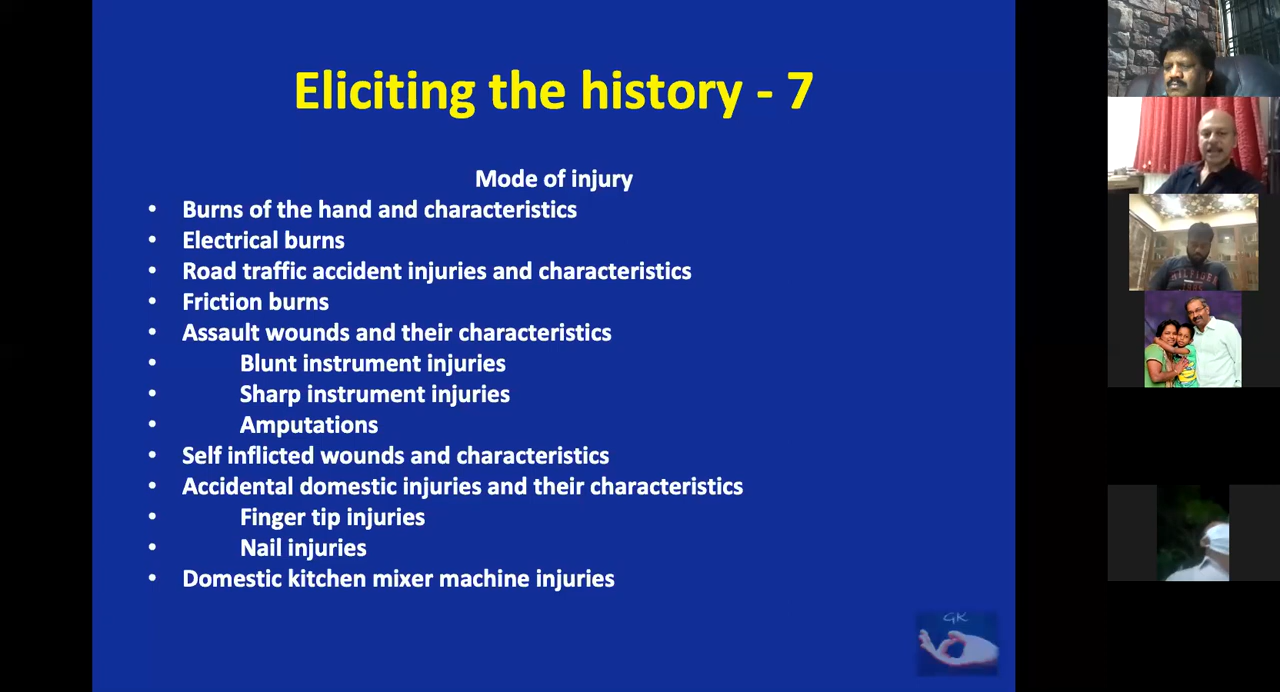 Eliciting the history - 7
Mode of injury
• Burns of the hand and characteristics
• Electrical burns
• Road traffic accident injuries and characteristics
• Friction burns
• Assault wounds and their characteristics
• Blunt instrument injuries
• Sharp instrument injuries
• Amputations
• Self inflicted wounds and characteristics
• Accidental domestic injuries and their characteristics
• Finger tip injuries
• Nail injuries
• Domestic kitchen mixer machine injuries
GK